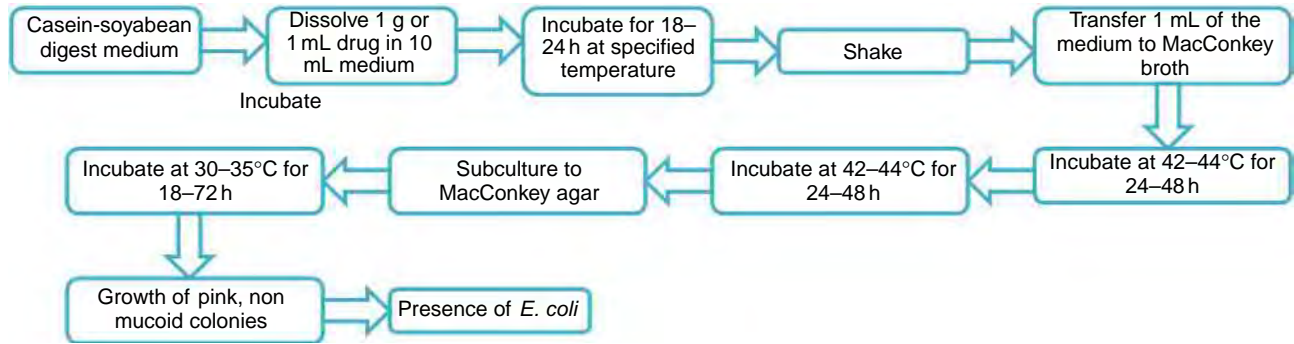 Casein-soyabean
digest medium
Dissolve 1 g or
1 mL drug in 10
mL medium
Incubate for 18–
24 h at specified
temperature
Shake
Transfer 1 mL of the
medium to MacConkey
broth
Incubate
Incubate at 30–35°C for
18–72 h
Subculture to
MacConkey agar
Incubate at 42–44°C for
24–48 h
Incubate at 42–44°C for
24–48 h
Growth of pink, non
mucoid colonies
Presence of E. coli